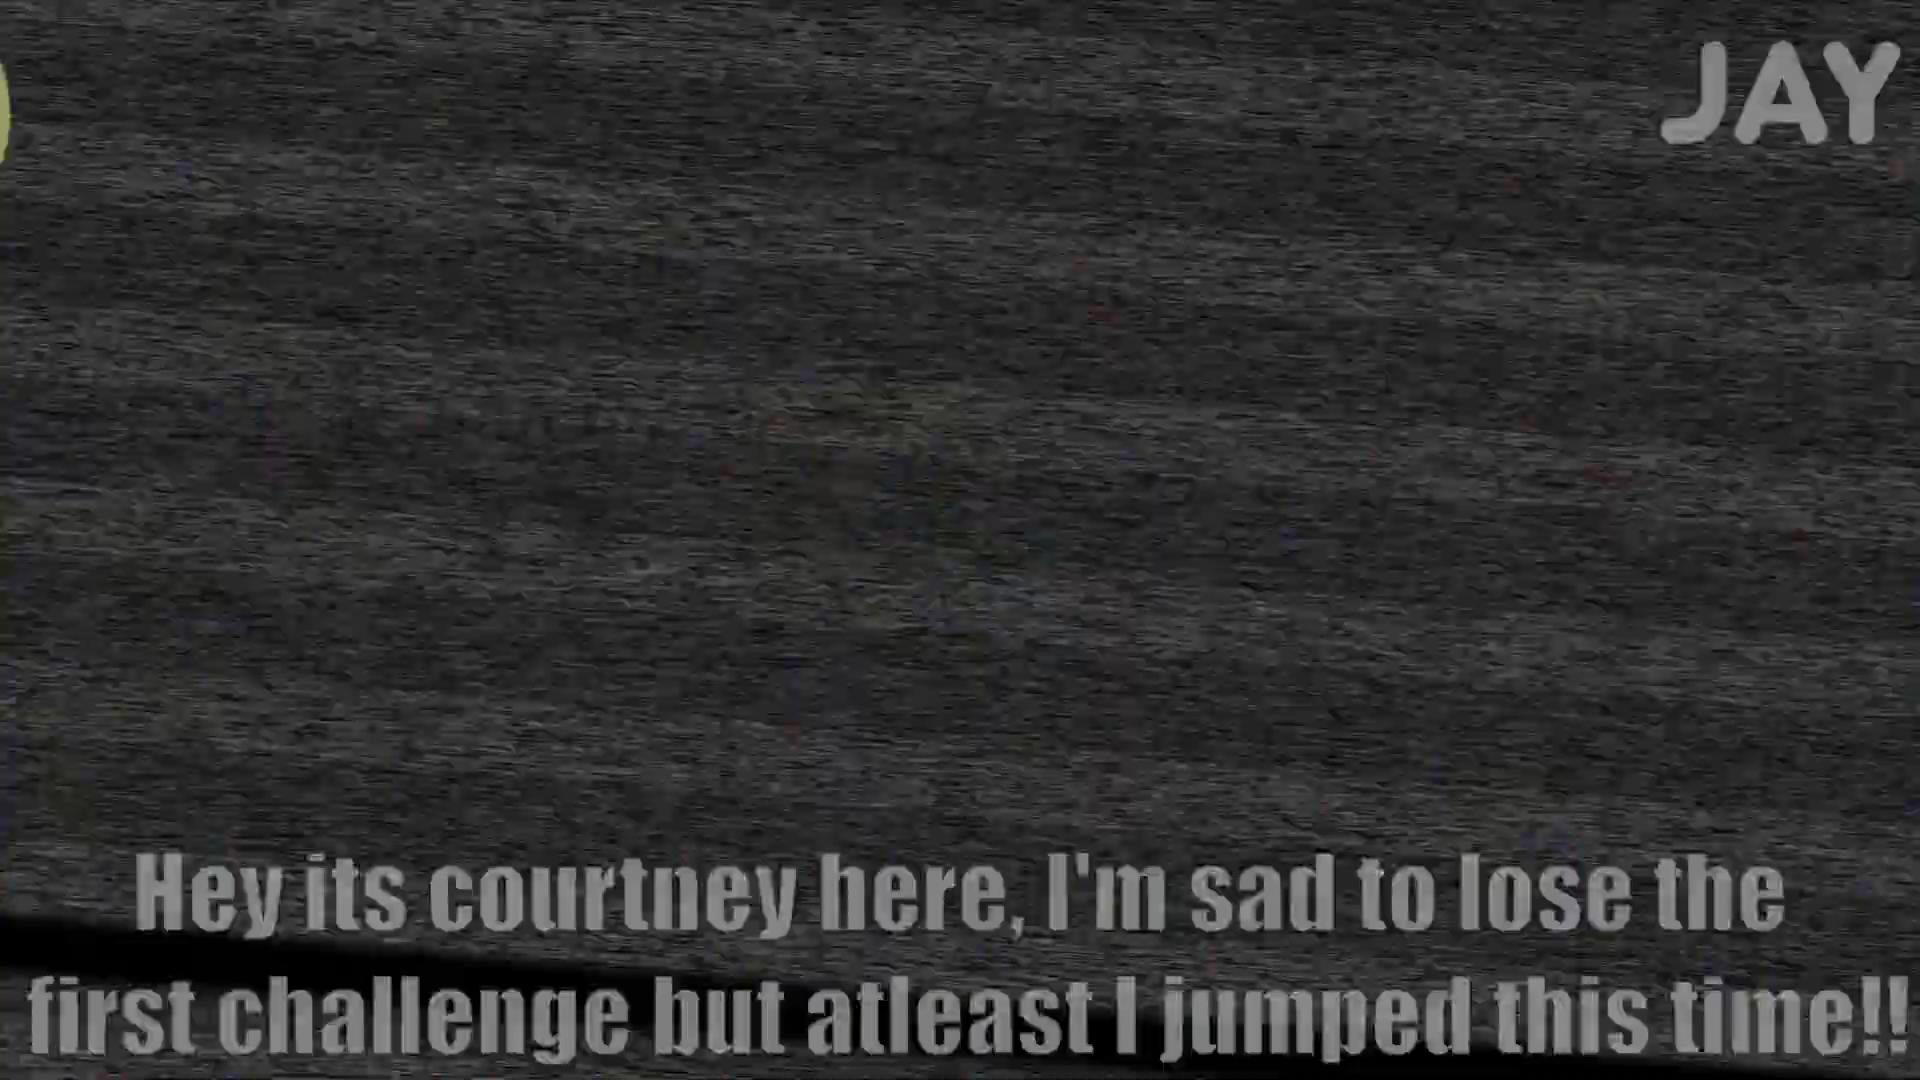 JAY
Hey its courtney here, I'm sad to lose the
first challenge but atleast I jumped this time!!